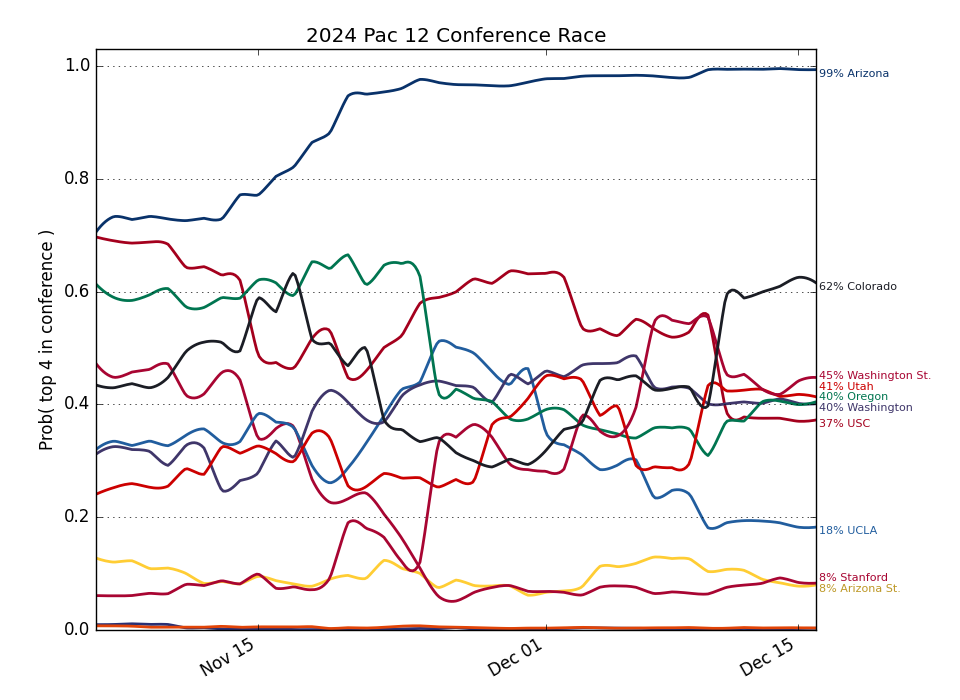 2024 Pac 12 Conference Race
Prob( top 4 in conference )
1.0
0.8
0.6
0.4
0.2
0.0
Nov 15
Dec 01
Dec 15
99% Arizona
62% Colorado
45% Washington St.
41% Utah
40% Oregon
40% Washington
37% USC
18% UCLA
8% Stanford
8% Arizona St.